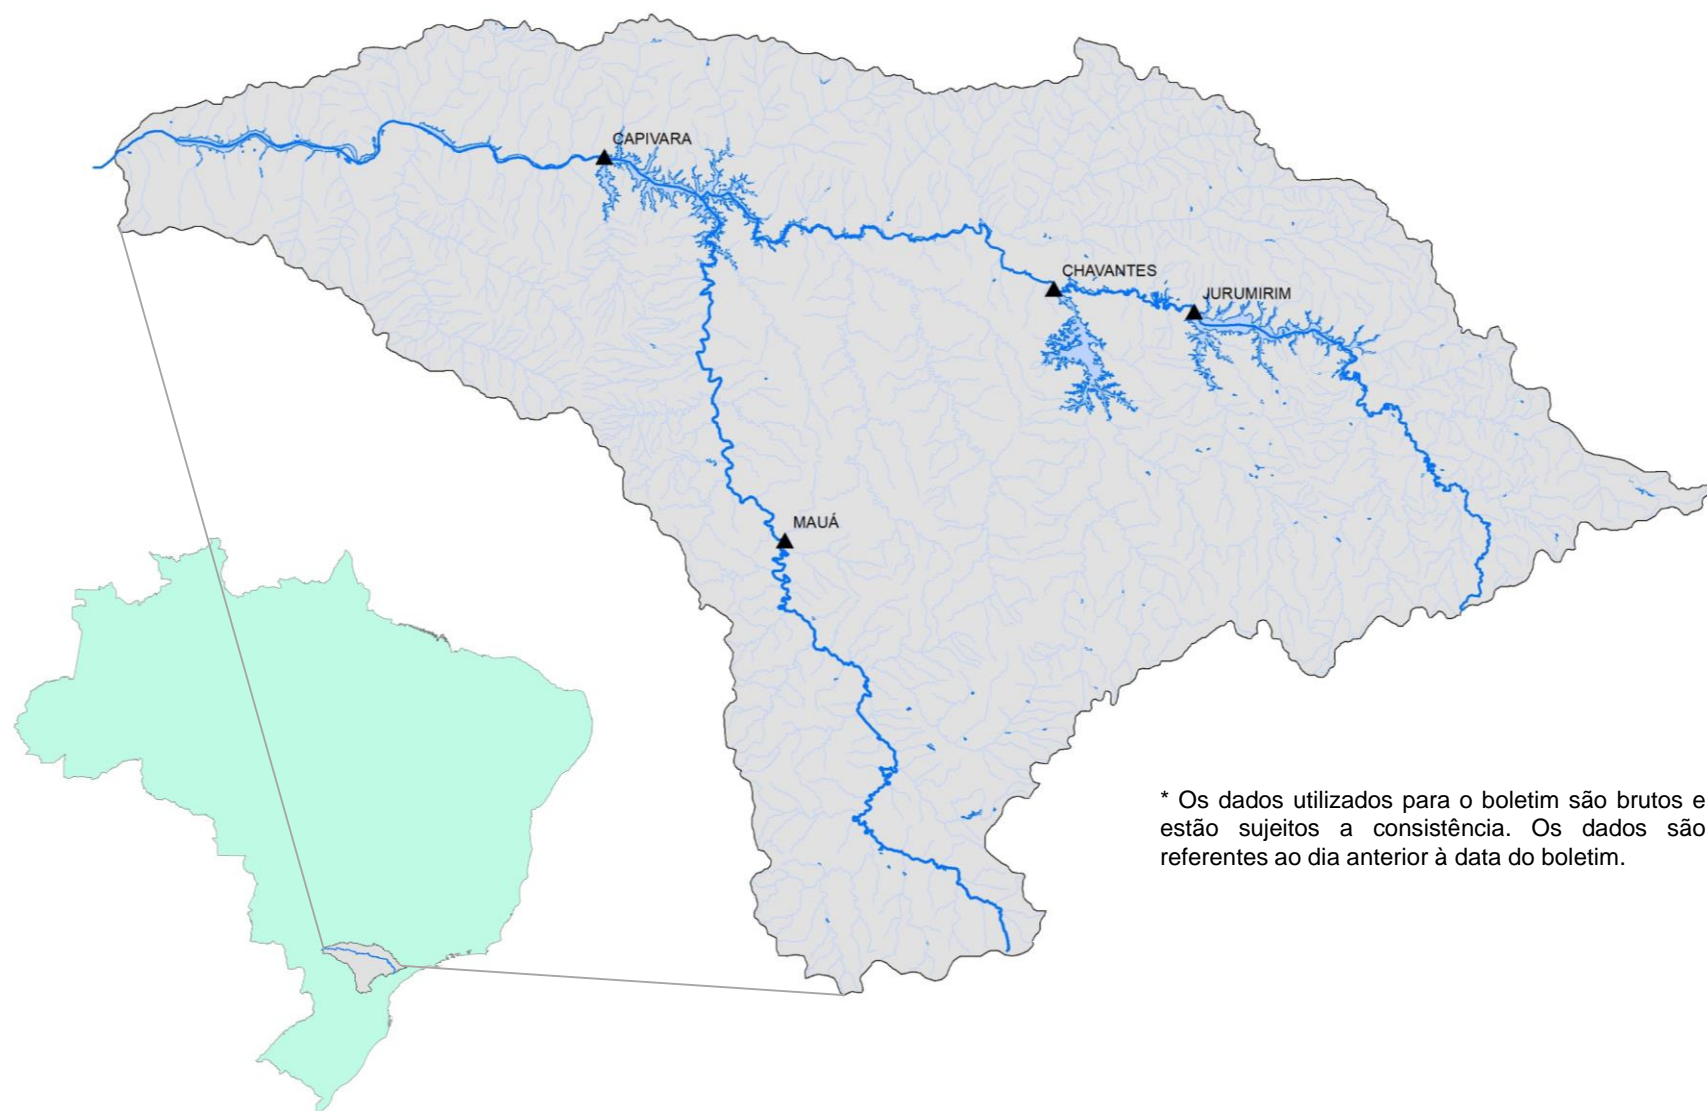 CAPIVARA
CHAVANTES
JURUMIRIM
MAUÁ
* Os dados utilizados para o boletim são brutos e
estão sujeitos a consistência. Os dados são
referentes ao dia anterior à data do boletim.